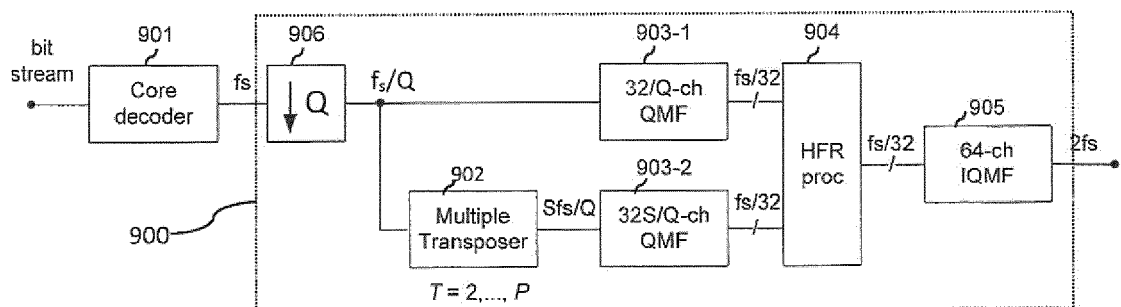 901
906
903-1
904
bit
stream
Core
decoder
fs
Q
fs/Q
32/Q-ch
QMF
fs/32
HFR
proc
fs/32
905
64-ch
IQMF
2fs
902
Multiple
Transposer
Sfs/Q
903-2
32S/Q-ch
QMF
fs/32
900
T = 2,..., P